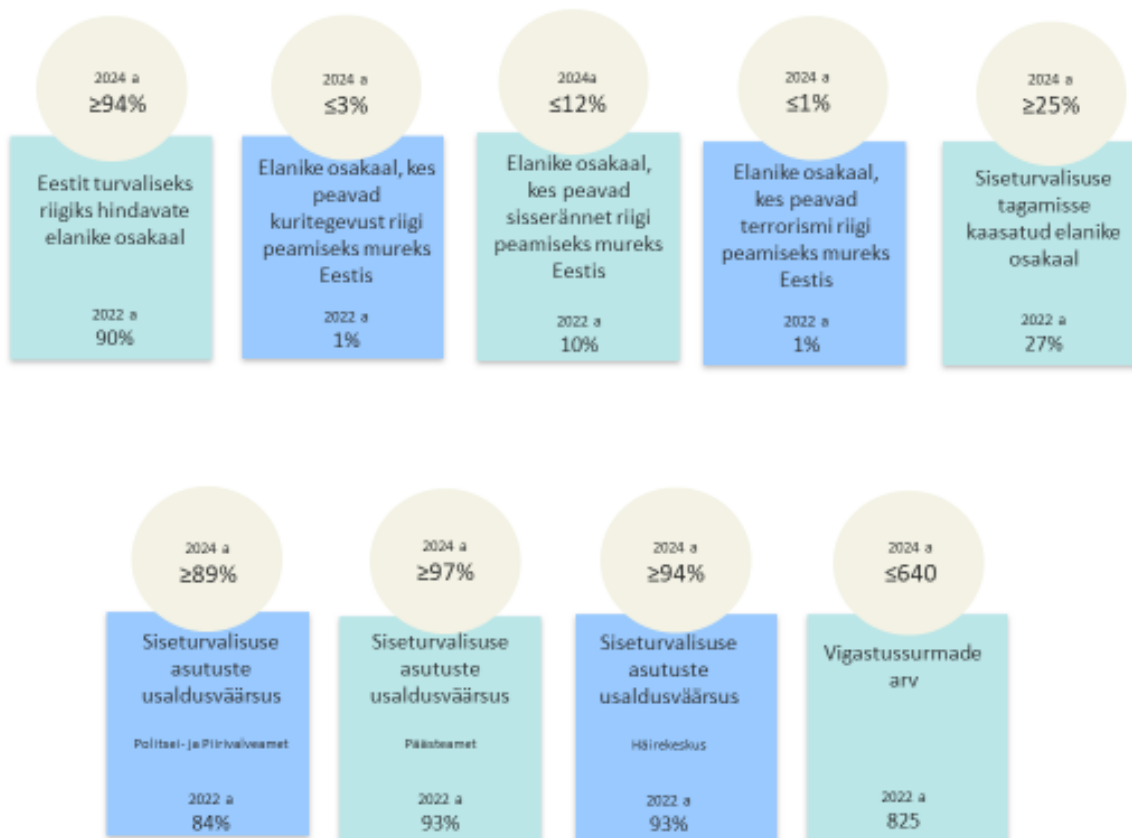 2024 a
≥94%
Eestit turvaliseks
riigiks hindavate
elanike osakaal
2022 a
90%
2024 a
≤3%
Elanike osakaal, kes
peavad
kuritegevust riigi
peamiseks mureks
Eestis
2022 a
1%
2024a
≤12%
Elanike osakaal,
kes peavad
sisserännet riigi
peamiseks mureks
Eestis
2022 a
10%
2024 a
≤1%
Elanike osakaal,
kes peavad
terrorismi riigi
peamiseks mureks
Eestis
2022 a
1%
2024 a
≥25%
Siseturvalisuse
tagamisse
kaasatud elanike
osakaal
2022 a
27%
2024 a
≥89%
Siseturvalisuse
asutuste
usaldusväärsus
Politsei- ja Piirivalveamet
2022 a
84%
2024 a
≥97%
Siseturvalisuse
asutuste
usaldusväärsus
Päästeamet
2022 a
93%
2024 a
≥94%
Siseturvalisuse
asutuste
usaldusväärsus
Häirekeskus
2022 a
93%
2024 a
≤640
Vigastussurmade
arv
2022 a
825